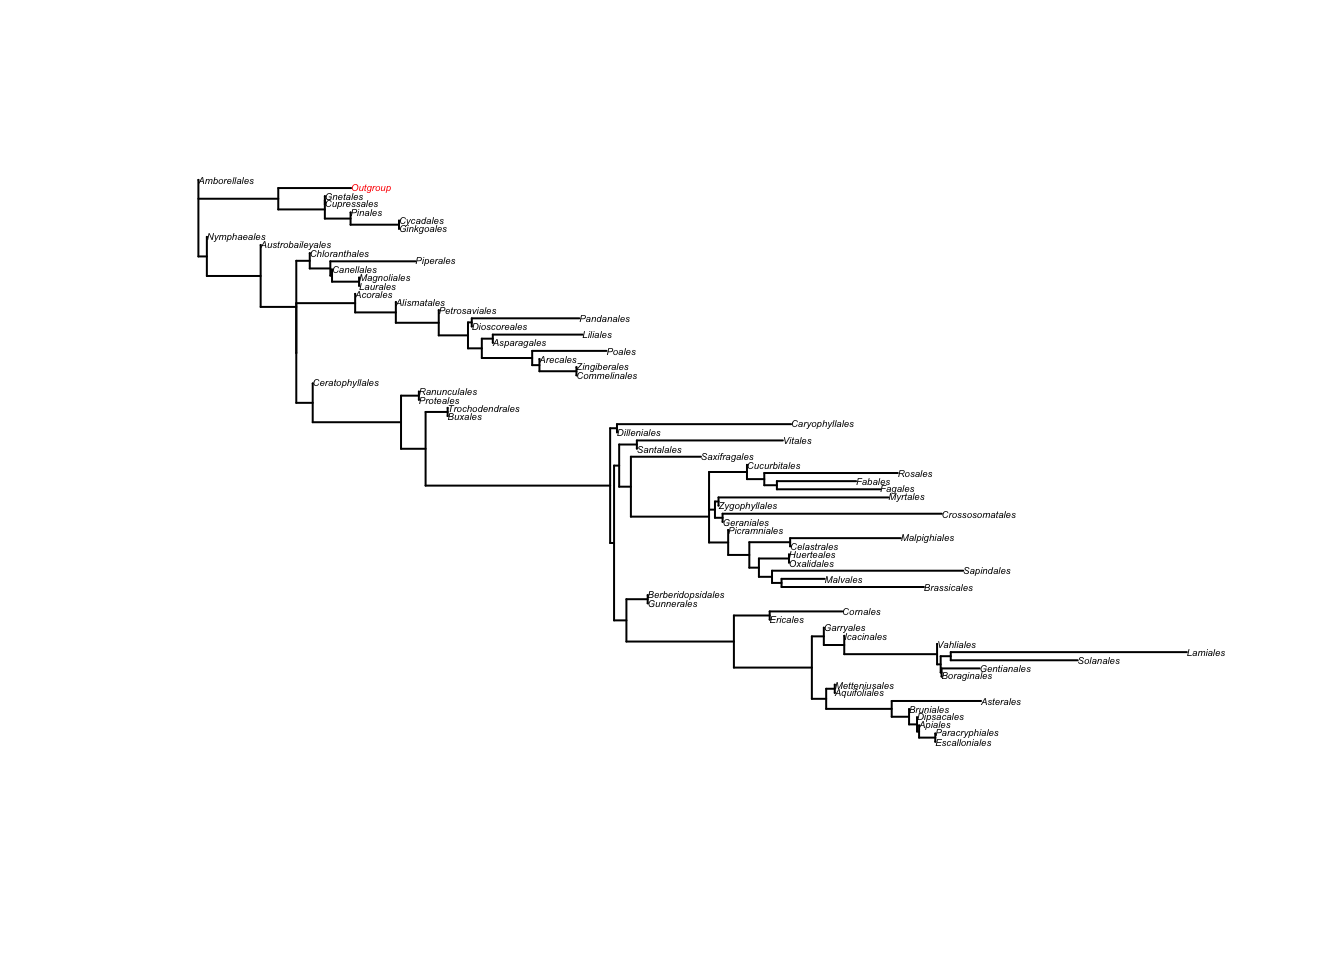 Amborellales
Outgroup
Gnetales
Cupressales
Pinales
Cycadales
Ginkgoales
Nymphaeales
Austrobaileyales
Chloranthales
Piperales
Canellales
Magnoliales
Laurales
Acorales
Alismatales
Petrosaviales
Pandanales
Dioscoreales
Liliales
Asparagales
Poales
Arecales
Zingiberales
Commelinales
Ceratophyllales
Ranunculales
Proteales
Trochodendrales
Buxales
Caryophyllales
Dilleniales
Vitales
Santalales
Saxifragales
Cucurbitales
Rosales
Fabales
Fagales
Myrtales
Zygophyllales
Crossosomatales
Geraniales
Picramniales
Malpighiales
Celastrales
Huerteales
Oxalidales
Sapindales
Malvales
Brassicales
Berberidopsidales
Gunnerales
Cornales
Ericales
Garryales
Icacinales
Vahliales
Lamiales
Solanales
Gentianales
Boraginales
Metteniusales
Aquifoliales
Asterales
Bruniales
Dipsacales
Apiales
Paracryphiales
Escalloniales